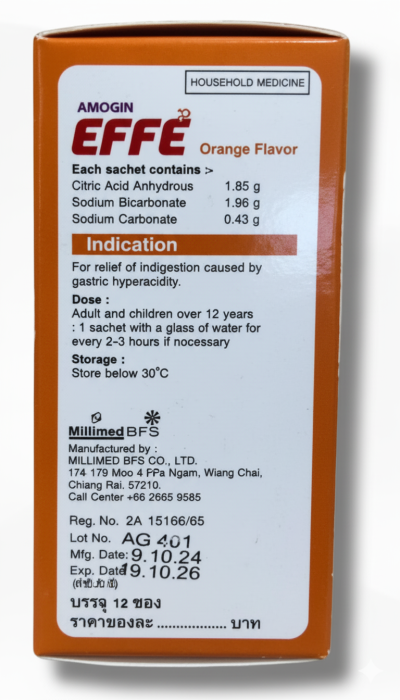 HOUSEHOLD MEDICINE
AMOGIN
EFFE
Orange Flavor
Each sachet contains :-
Citric Acid Anhydrous 1.85 g
Sodium Bicarbonate 1.96 g
Sodium Carbonate 0.43 g
Indication
For relief of indigestion caused by
gastric hyperacidity.
Dose :
Adult and children over 12 years
: 1 sachet with a glass of water for
every 2-3 hours if nocessary
Storage :
Store below 30°C
Millimed BFS
Manufactured by :
MILLIMED BFS CO., LTD.
174 179 Moo 4 PPa Ngam, Wiang Chai,
Chiang Rai. 57210.
Call Center +66 2665 9585
Reg. No. 2A 15166/65
Lot No. AG 401
Mfg. Date: 9.10.24
Exp. Date 19.10.26
บรรจุ 12 ซอง
ราคาซองละ .................. บาท